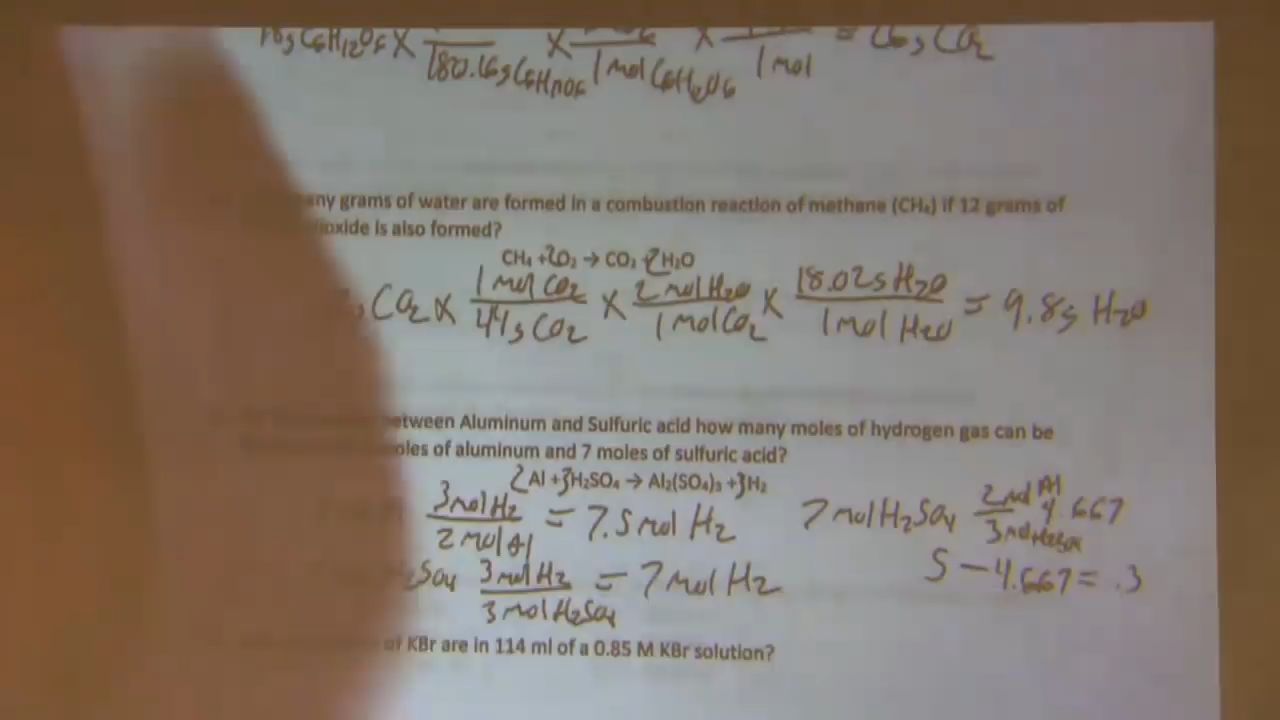 180.16g C6H12O6 1 mol C6H12O6 1 mol
any grams of water are formed in a combustion reaction of methane (CH₄) if 12 grams of
ioxide is also formed?
CH₄ + 2O₂ → CO₂ + 2H₂O
g CO2 x 1 mol CO2 / 44g CO2 x 2 mol H2O / 1 mol CO2 x 18.02g H2O / 1 mol H2O = 9.8g H2O
etween Aluminum and Sulfuric acid how many moles of hydrogen gas can be
oles of aluminum and 7 moles of sulfuric acid?
2Al + 3H₂SO₄ → Al₂(SO₄)₃ + 3H₂
3 mol H2 / 2 mol Al = 7.5 mol H2
7 mol H2SO4 2 mol Al / 3 mol H2SO4 4.667
5 - 4.667 = .3
SO4 3 mol H2 / 3 mol H2SO4 = 7 mol H2
of KBr are in 114 ml of a 0.85 M KBr solution?